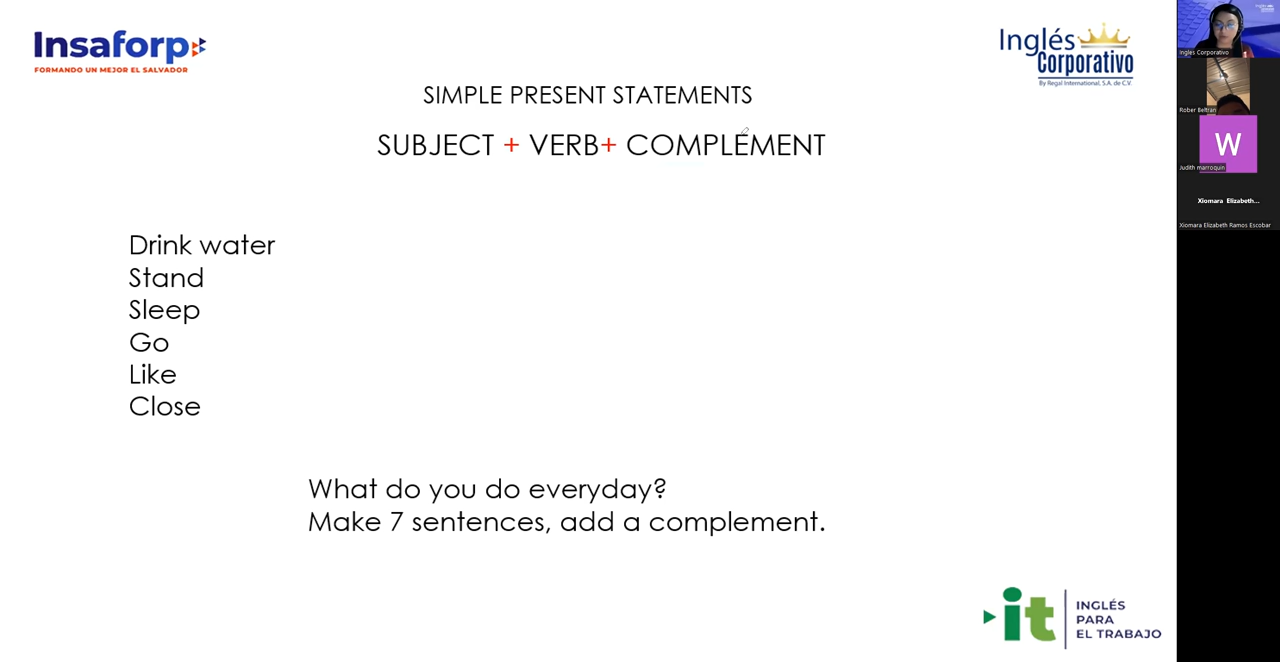 Insaforp
FORMANDO UN MEJOR EL SALVADOR
Inglés
Corporativo
By Regal International, S.A. de C.V.
SIMPLE PRESENT STATEMENTS
SUBJECT + VERB+ COMPLEMENT
Drink water
Stand
Sleep
Go
Like
Close
What do you do everyday?
Make 7 sentences, add a complement.
it
INGLÉS
PARA
EL TRABAJO
Inglés Corporativo
Rober Beltran
W
Judith marroquin
Xiomara Elizabeth...
Xiomara Elizabeth Ramos Escobar